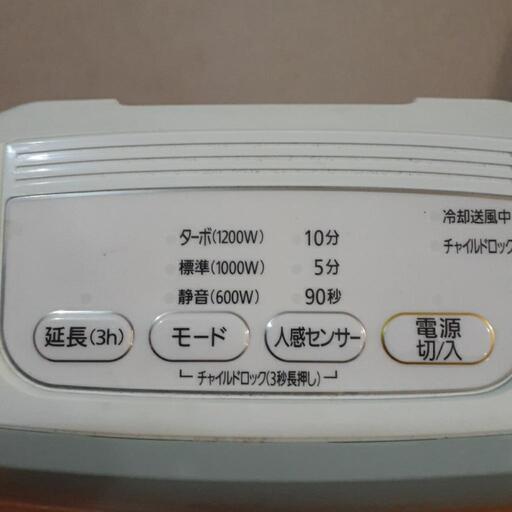 冷却送風中
チャイルドロック
ターボ(1200W) 10分
標準(1000W) 5分
静音(600W) 90秒
延長(3h) モード 人感センサー 電源
切/入
チャイルドロック(3秒長押し)